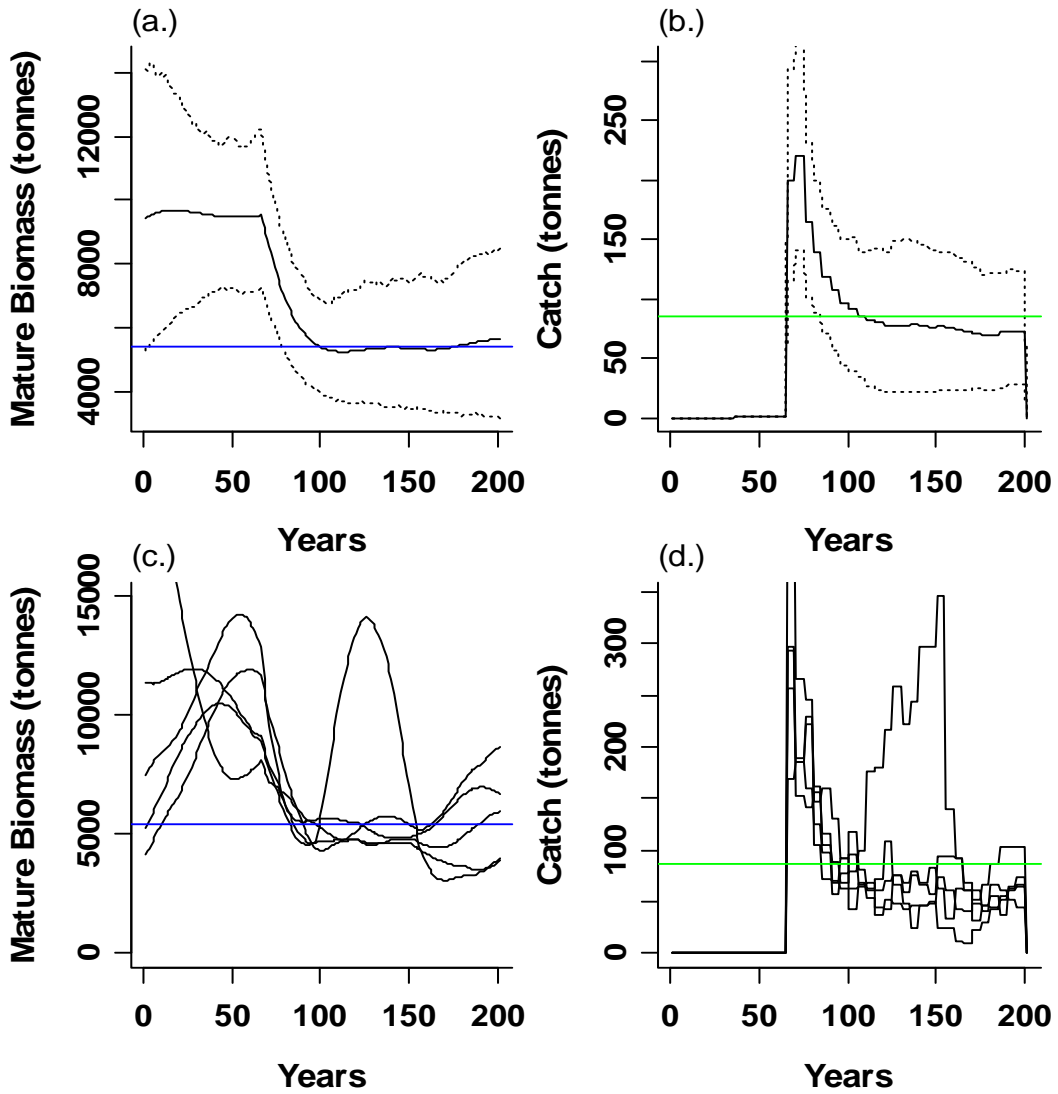 (a.)
Mature Biomass (tonnes)
12000
8000
4000
0 50 100 150 200
Years
(b.)
Catch (tonnes)
250
150
50
0
0 50 100 150 200
Years
(c.)
Mature Biomass (tonnes)
15000
10000
5000
0
0 50 100 150 200
Years
(d.)
Catch (tonnes)
300
200
100
50
0
0 50 100 150 200
Years